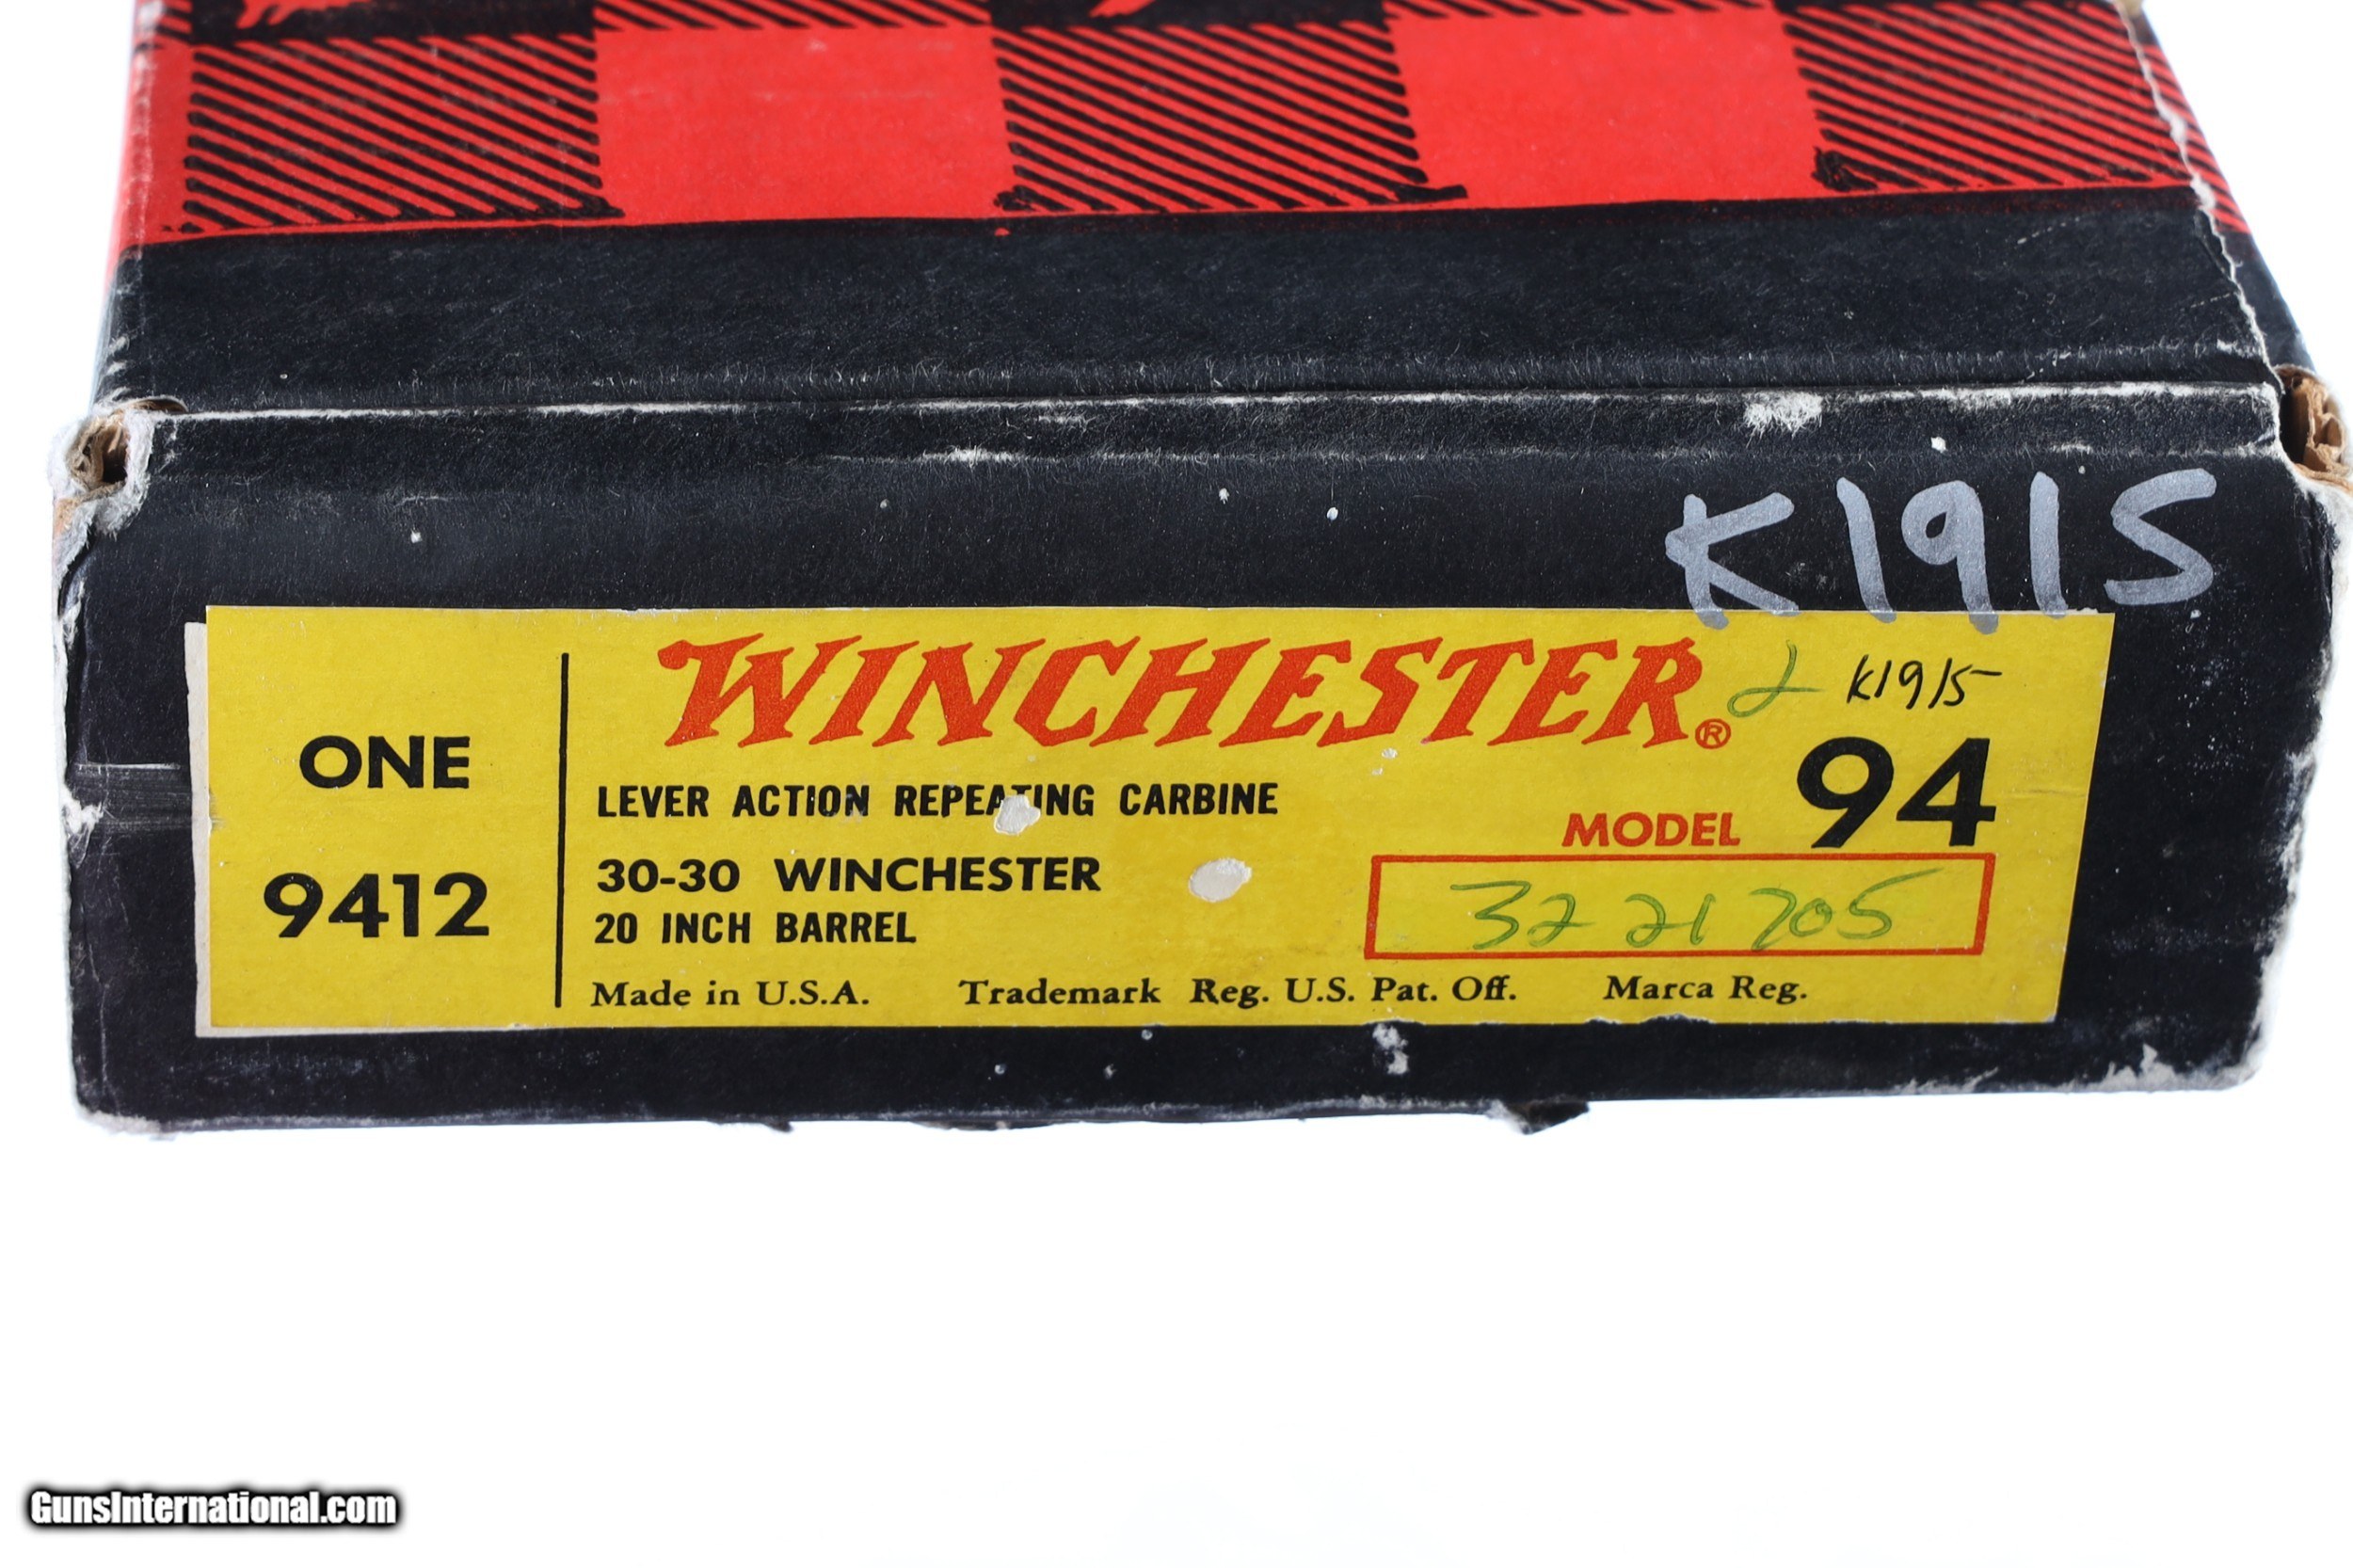 K1915
WINCHESTER®
2 K1915
ONE
9412
LEVER ACTION REPEATING CARBINE
30-30 WINCHESTER
20 INCH BARREL
MODEL 94
3221705
Made in U.S.A. Trademark Reg. U.S. Pat. Off. Marca Reg.
GunsInternational.com